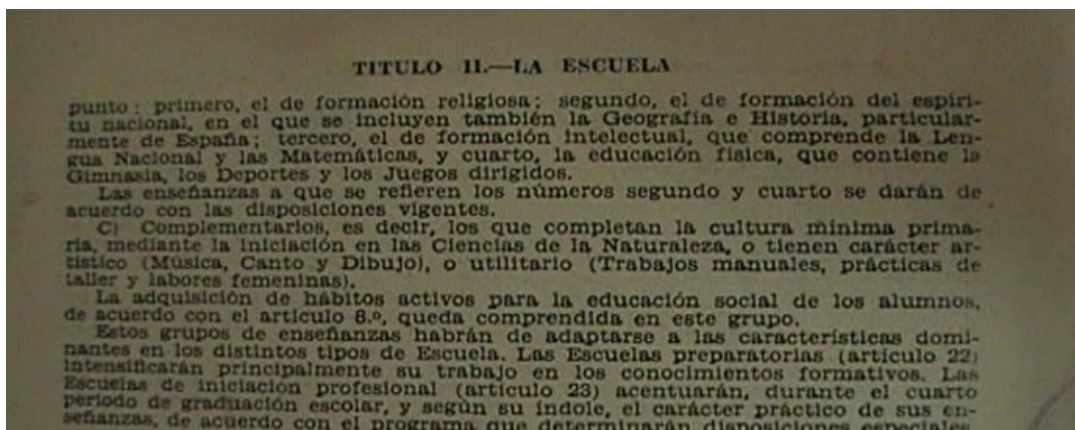 TITULO II.—LA ESCUELA
punto: primero, el de formación religiosa; segundo, el de formación del espíri-
tu nacional, en el que se incluyen también la Geografía e Historia, particular-
mente de España; tercero, el de formación intelectual, que comprende la Len-
gua Nacional y las Matemáticas, y cuarto, la educación física, que contiene la
Gimnasia, los Deportes y los Juegos dirigidos.
Las enseñanzas a que se refieren los números segundo y cuarto se darán de
acuerdo con las disposiciones vigentes.
C) Complementarios, es decir, los que completan la cultura mínima prima-
ria, mediante la iniciación en las Ciencias de la Naturaleza, o tienen carácter ar-
tístico (Música, Canto y Dibujo), o utilitario (Trabajos manuales, prácticas de
taller y labores femeninas).
La adquisición de hábitos activos para la educación social de los alumnos,
de acuerdo con el artículo 8.º, queda comprendida en este grupo.
Estos grupos de enseñanzas habrán de adaptarse a las características domi-
nantes en los distintos tipos de Escuela. Las Escuelas preparatorias (artículo 22)
intensificarán principalmente su trabajo en los conocimientos formativos. Las
Escuelas de iniciación profesional (artículo 23) acentuarán, durante el cuarto
período de graduación escolar, y según su índole, el carácter práctico de sus en-
señanzas, de acuerdo con el programa que determinarán disposiciones especiales.